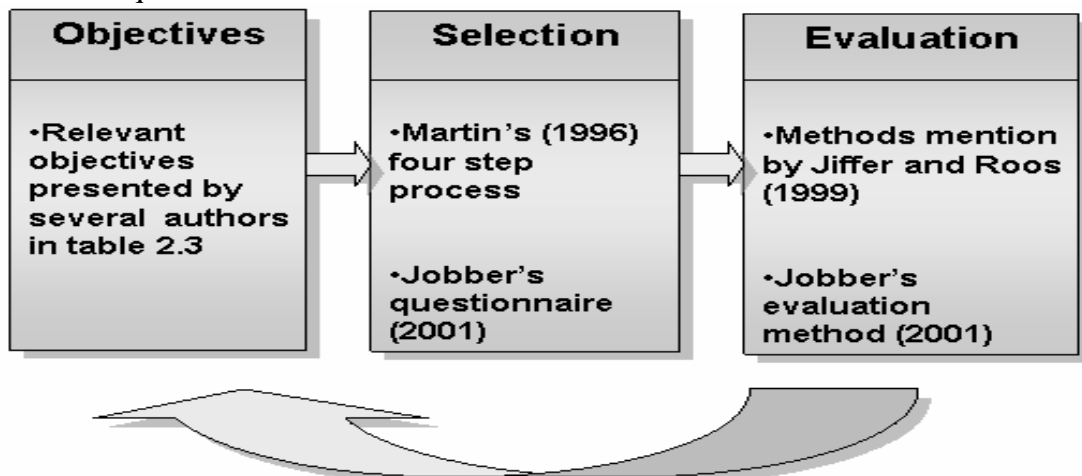 Objectives
•Relevant
objectives
presented by
several authors
in table 2.3
Selection
•Martin's (1996)
four step
process
•Jobber's
questionnaire
(2001)
Evaluation
•Methods mention
by Jiffer and Roos
(1999)
•Jobber's
evaluation
method (2001)